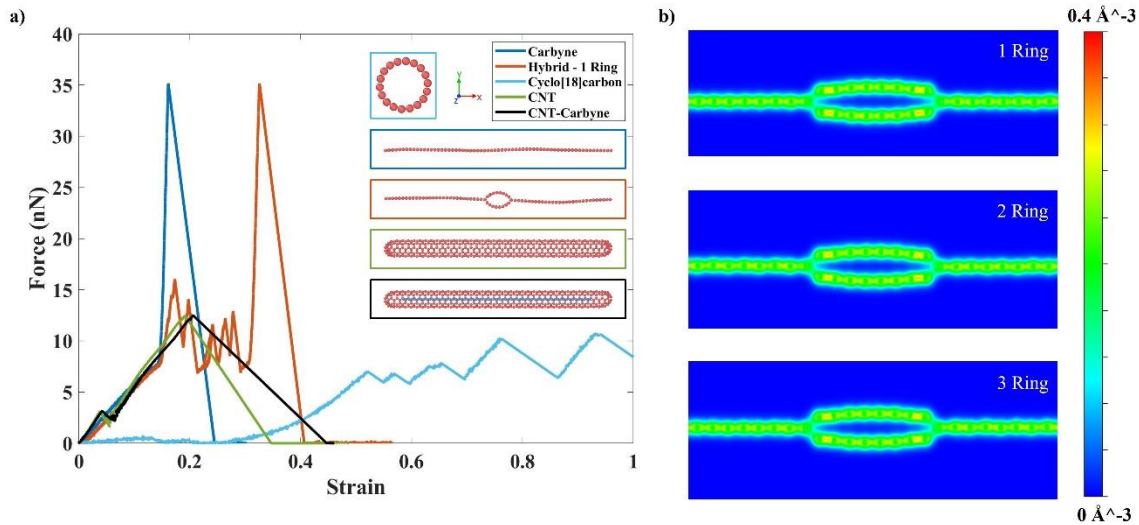 a)
40
35
30
25
20
15
10
5
0
Force (nN)
0
0.2
0.4
0.6
0.8
1
Strain
Carbyne
Hybrid - 1 Ring
Cyclo[18]carbon
CNT
CNT-Carbyne
Y
Z
X
b)
1 Ring
2 Ring
3 Ring
0.4 Å^-3
0 Å^-3